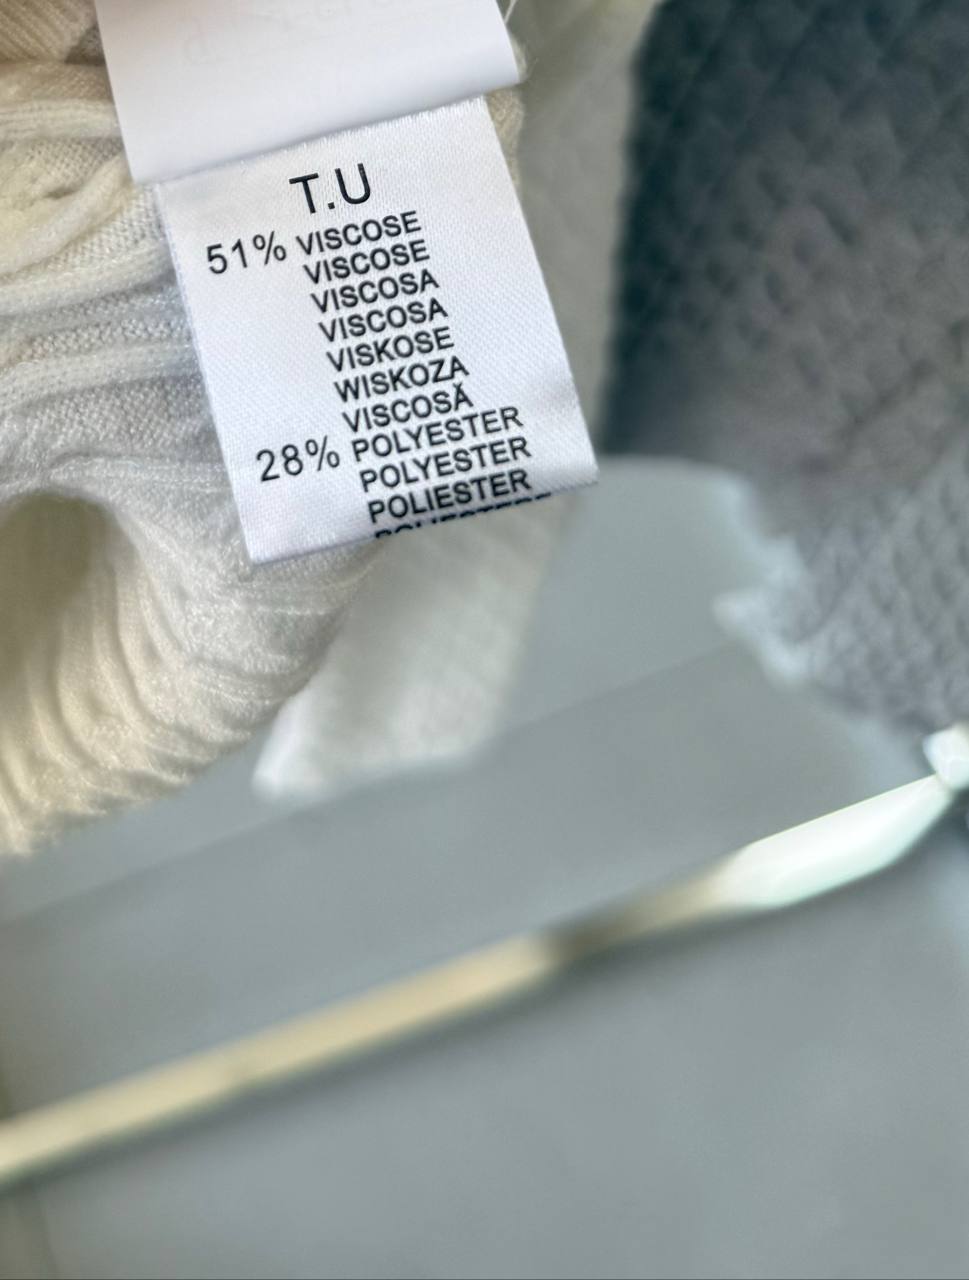 T.U
51% VISCOSE
VISCOSE
VISCOSA
VISCOSA
VISKOSE
WISKOZA
VISCOSĂ
28% POLYESTER
POLYESTER
POLIESTER